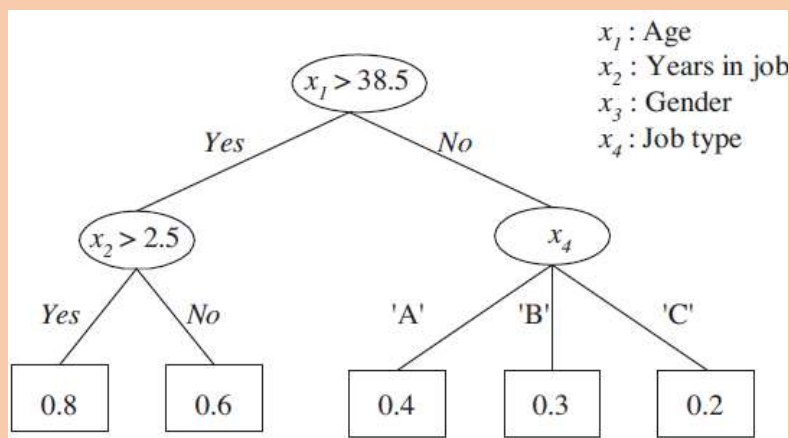 x₁ : Age
x₂ : Years in job
x₃ : Gender
x₄ : Job type
x₁ > 38.5
Yes
No
x₂ > 2.5
x₄
Yes
No
'A'
'B'
'C'
0.8
0.6
0.4
0.3
0.2